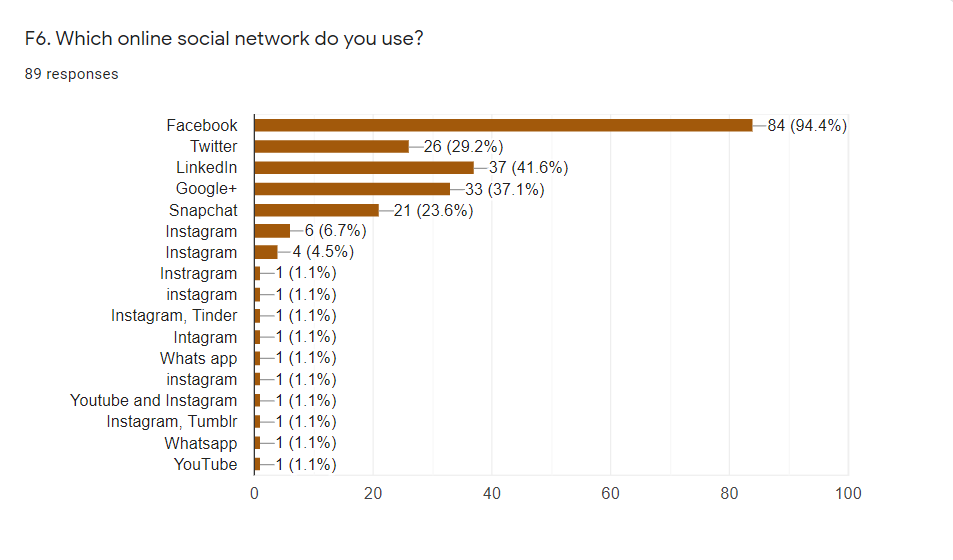 F6. Which online social network do you use?
89 responses
Facebook 84 (94.4%)
Twitter 26 (29.2%)
LinkedIn 37 (41.6%)
Google+ 33 (37.1%)
Snapchat 21 (23.6%)
Instagram 6 (6.7%)
Instagram 4 (4.5%)
Instragram 1 (1.1%)
instagram 1 (1.1%)
Instagram, Tinder 1 (1.1%)
Intagram 1 (1.1%)
Whats app 1 (1.1%)
instagram 1 (1.1%)
Youtube and Instagram 1 (1.1%)
Instagram, Tumblr 1 (1.1%)
Whatsapp 1 (1.1%)
YouTube 1 (1.1%)
0 20 40 60 80 100